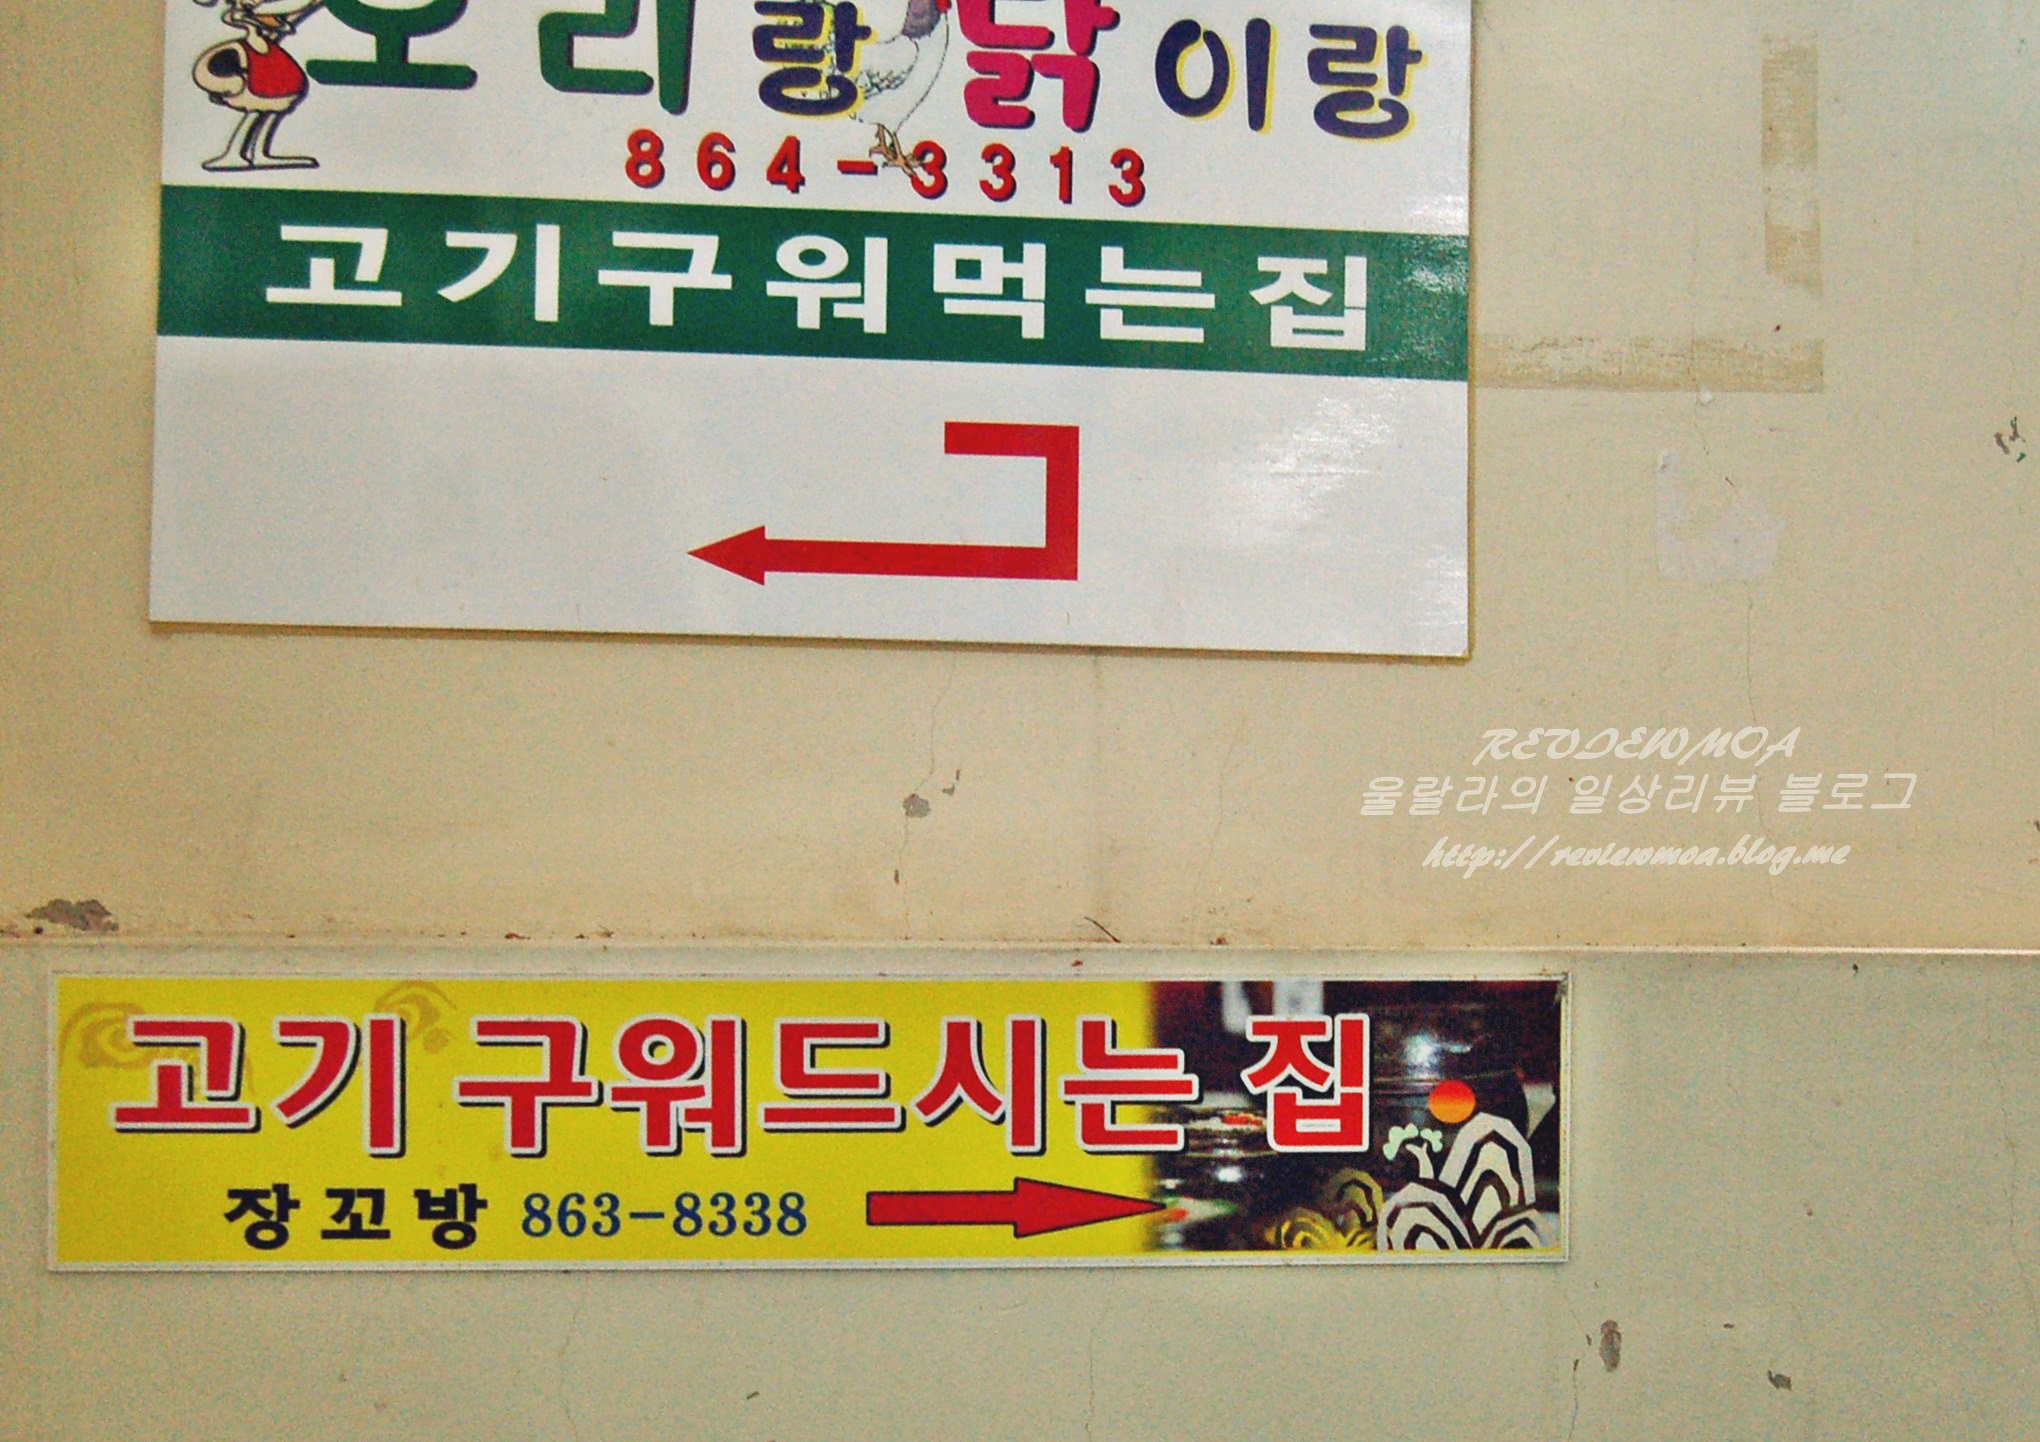 오리랑 닭이랑
864-3313
고기구워먹는집
REVIEWMOA
울랄라의 일상리뷰 블로그
http://reviewmoa.blog.me
고기 구워드시는 집
장꼬방 863-8338